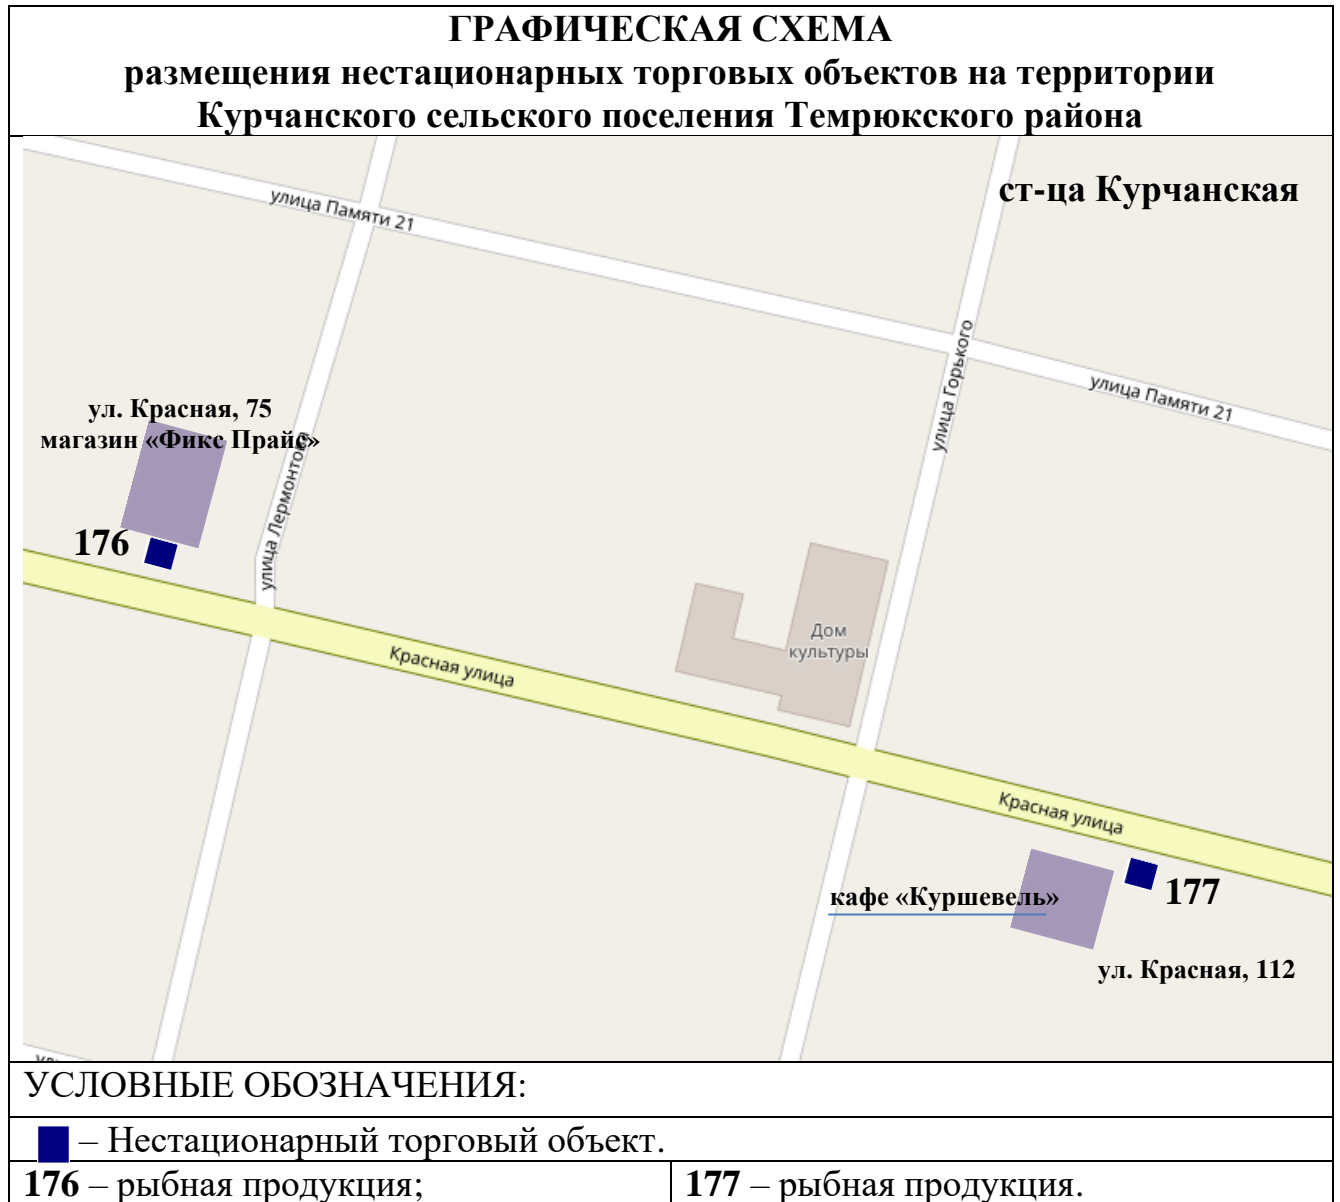 ГРАФИЧЕСКАЯ СХЕМА
размещения нестационарных торговых объектов на территории
Курчанского сельского поселения Темрюкского района
ст-ца Курчанская
улица Памяти 21
улица Горького
улица Памяти 21
ул. Красная, 75
магазин «Фикс Прайс»
улица Лермонтова
176
Дом
культуры
Красная улица
Красная улица
кафе «Куршевель»
177
ул. Красная, 112
УСЛОВНЫЕ ОБОЗНАЧЕНИЯ:
– Нестационарный торговый объект.
176 – рыбная продукция;
177 – рыбная продукция.